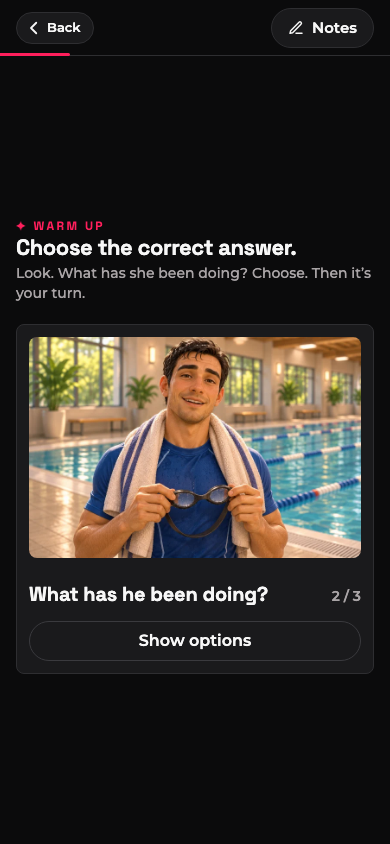 Back
Notes
WARM UP
Choose the correct answer.
Look. What has she been doing? Choose. Then it’s
your turn.
What has he been doing?
2 / 3
Show options